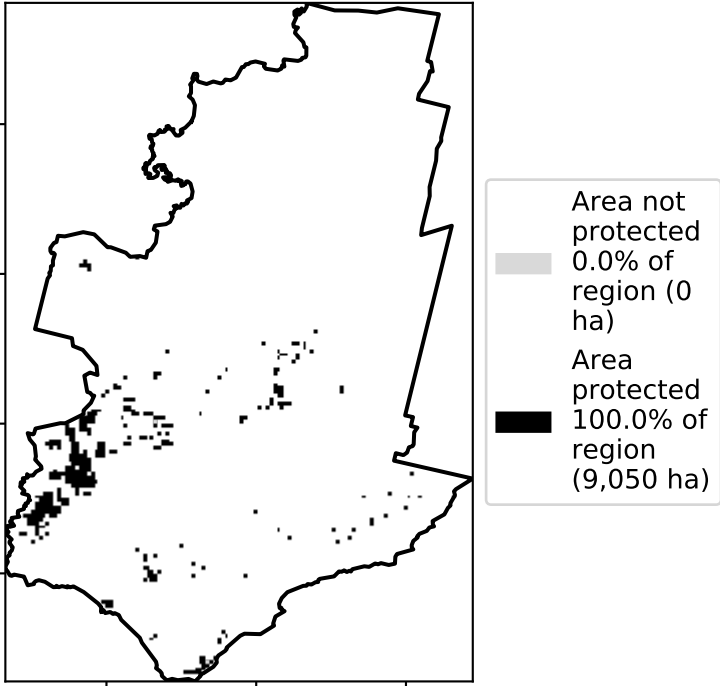 Area not
protected
0.0% of
region (0
ha)
Area
protected
100.0% of
region
(9,050 ha)